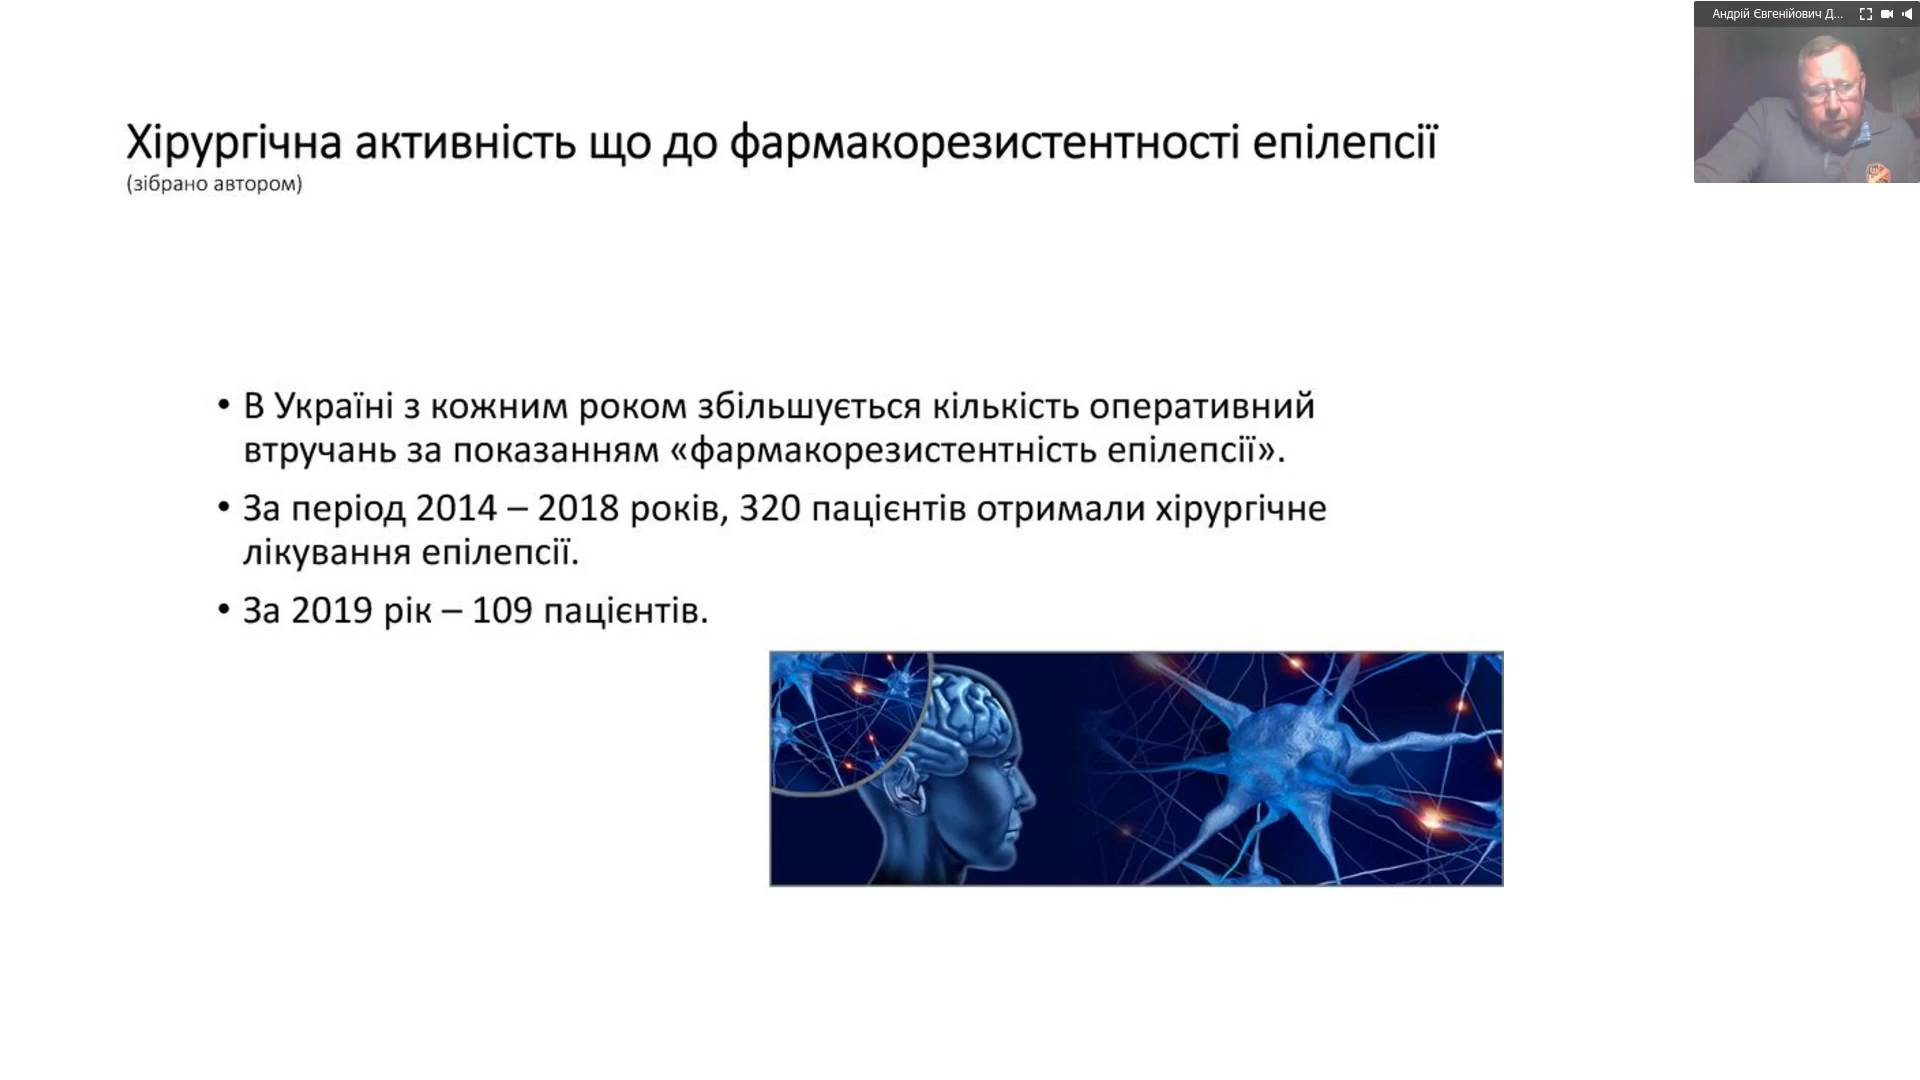 Андрій Євгенійович Д...
Хірургічна активність що до фармакорезистентності епілепсії
(зібрано автором)
• В Україні з кожним роком збільшується кількість оперативний
втручань за показанням «фармакорезистентність епілепсії».
• За період 2014 – 2018 років, 320 пацієнтів отримали хірургічне
лікування епілепсії.
• За 2019 рік – 109 пацієнтів.